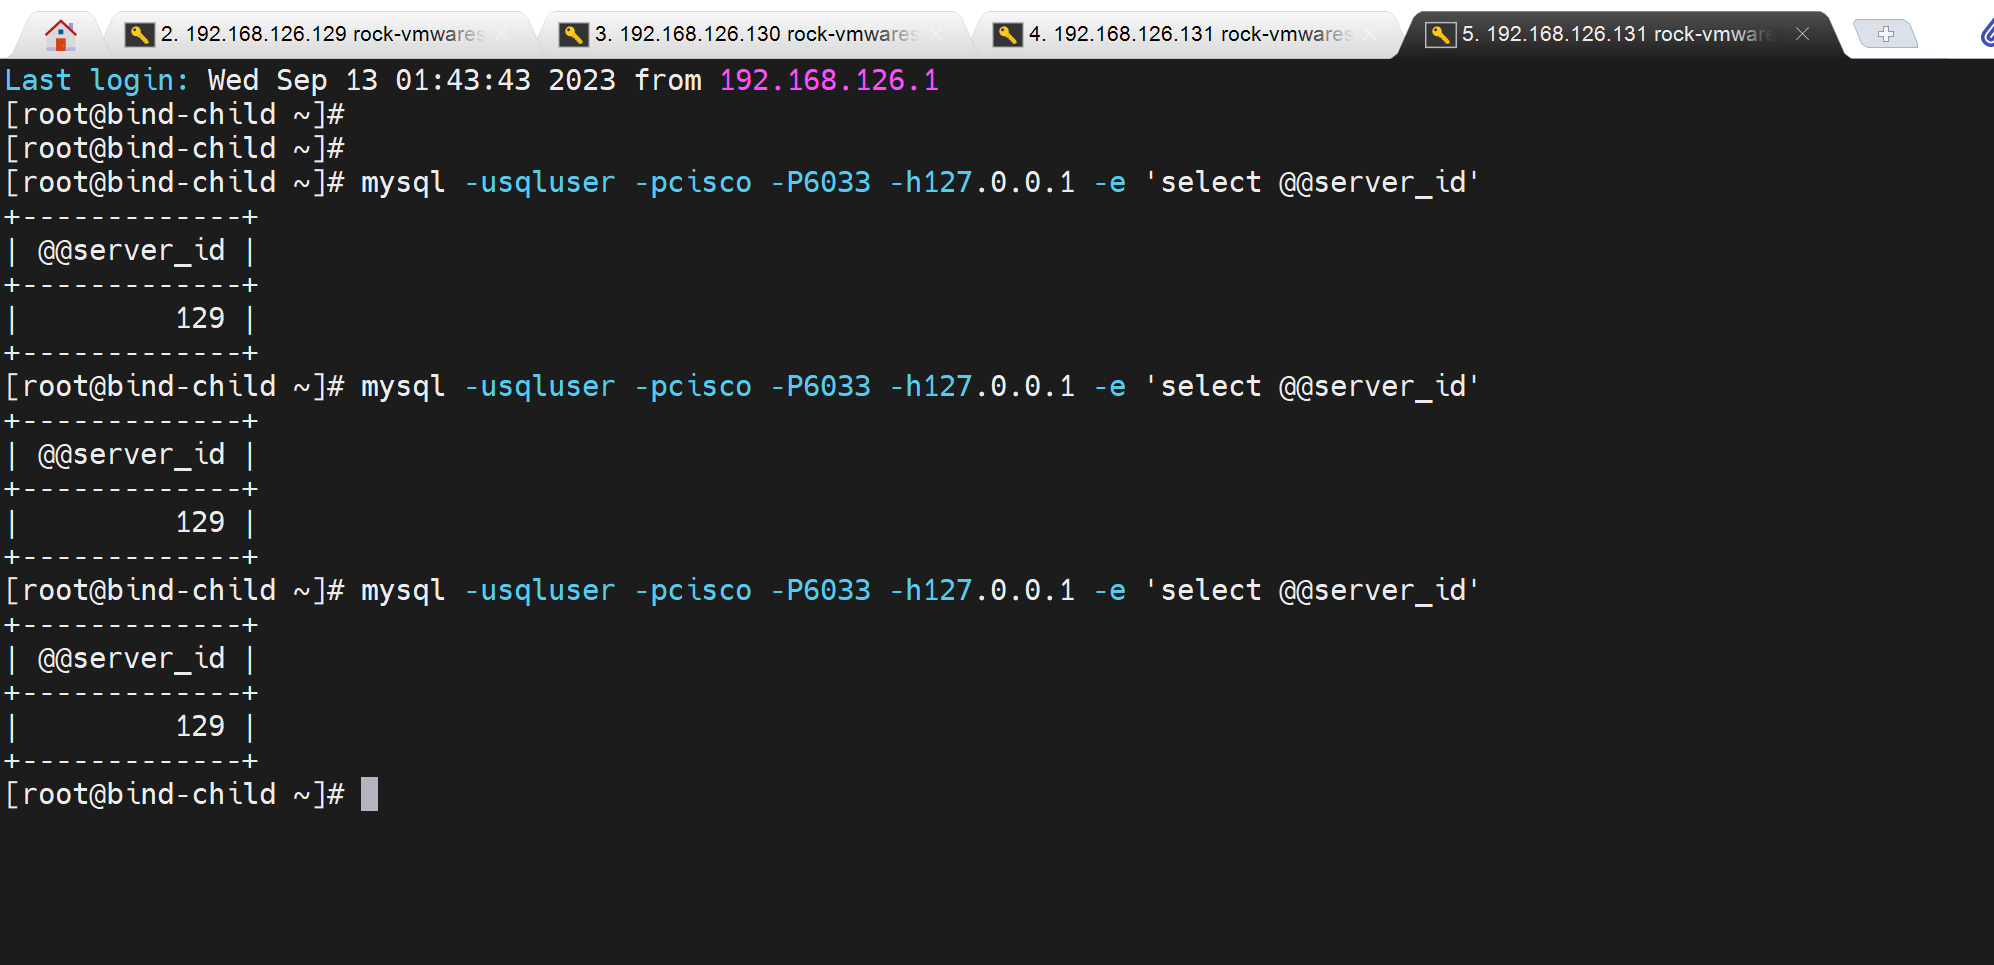 2. 192.168.126.129 rock-vmwares
3. 192.168.126.130 rock-vmwares
4. 192.168.126.131 rock-vmwares
5. 192.168.126.131 rock-vmware
Last login: Wed Sep 13 01:43:43 2023 from 192.168.126.1
[root@bind-child ~]#
[root@bind-child ~]#
[root@bind-child ~]# mysql -usqluser -pcisco -P6033 -h127.0.0.1 -e 'select @@server_id'
+-------------+
| @@server_id |
+-------------+
|         129 |
+-------------+
[root@bind-child ~]# mysql -usqluser -pcisco -P6033 -h127.0.0.1 -e 'select @@server_id'
+-------------+
| @@server_id |
+-------------+
|         129 |
+-------------+
[root@bind-child ~]# mysql -usqluser -pcisco -P6033 -h127.0.0.1 -e 'select @@server_id'
+-------------+
| @@server_id |
+-------------+
|         129 |
+-------------+
[root@bind-child ~]#